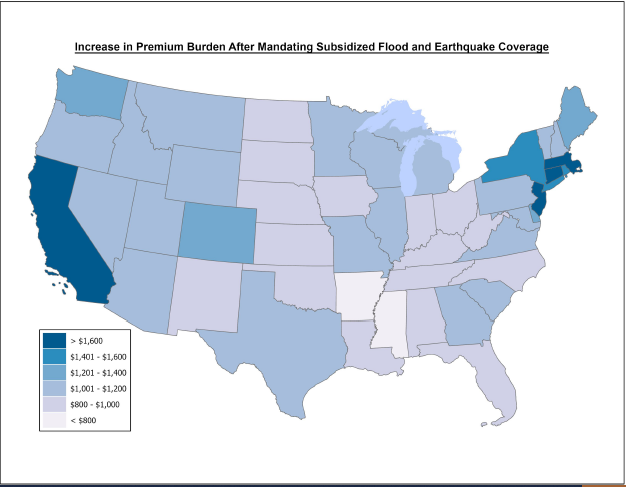 Increase in Premium Burden After Mandating Subsidized Flood and Earthquake Coverage
> $1,600
$1,401 - $1,600
$1,201 - $1,400
$1,001 - $1,200
$800 - $1,000
< $800